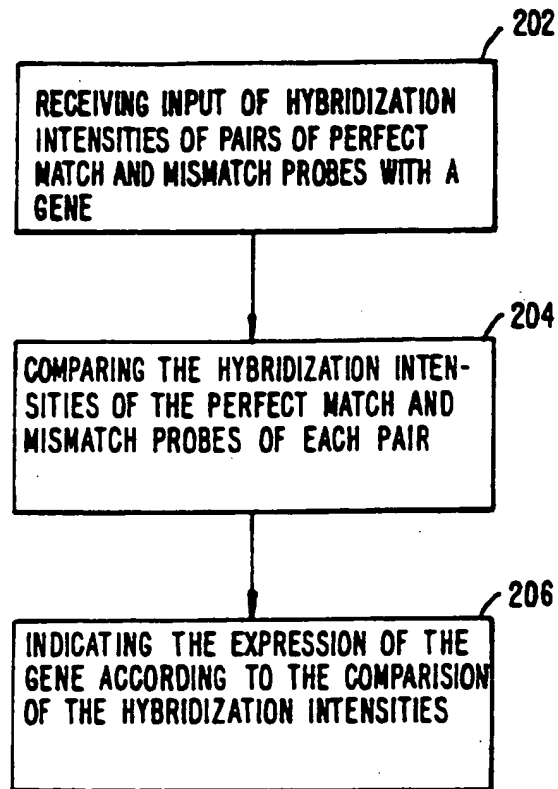 202
RECEIVING INPUT OF HYBRIDIZATION
INTENSITIES OF PAIRS OF PERFECT
MATCH AND MISMATCH PROBES WITH A
GENE
204
COMPARING THE HYBRIDIZATION INTEN-
SITIES OF THE PERFECT MATCH AND
MISMATCH PROBES OF EACH PAIR
206
INDICATING THE EXPRESSION OF THE
GENE ACCORDING TO THE COMPARISION
OF THE HYBRIDIZATION INTENSITIES